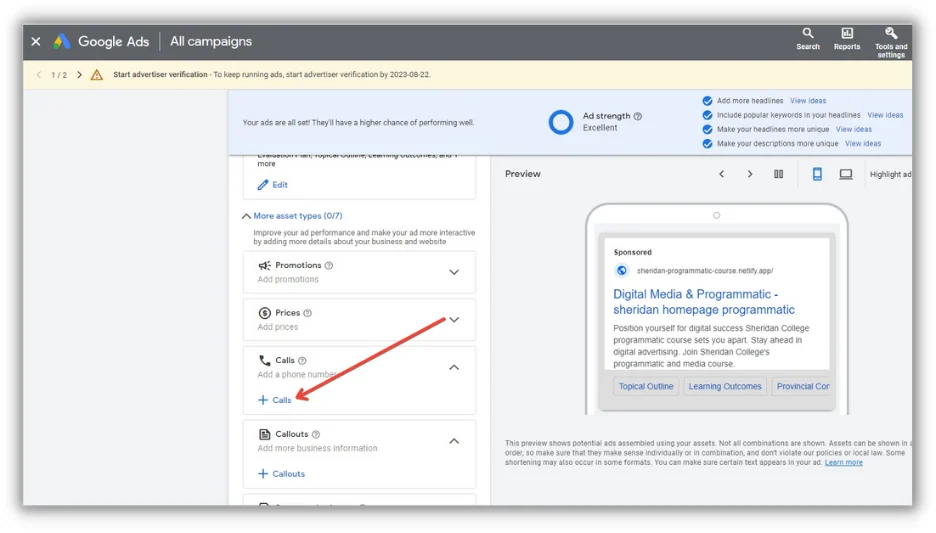 Google Ads
All campaigns
Search
Reports
Tools and
settings
1 / 2
Start advertiser verification - To keep running ads, start advertiser verification by 2023-08-22.
Your ads are all set! They'll have a higher chance of performing well.
Ad strength
Excellent
Add more headlines View ideas
Include popular keywords in your headlines View ideas
Make your headlines more unique View ideas
Make your descriptions more unique View ideas
Evaluation Plan, Topical Outline, Learning Outcomes, and 1
more
Edit
More asset types (0/7)
Improve your ad performance and make your ad more interactive
by adding more details about your business and website
Promotions
Add promotions
Prices
Add prices
Calls
Add a phone number
+ Calls
Callouts
Add more business information
+ Callouts
Preview
Highlight ad
Sponsored
sheridan-programmatic-course.netlify.app/
Digital Media & Programmatic -
sheridan homepage programmatic
Position yourself for digital success Sheridan College
programmatic course sets you apart. Stay ahead in
digital advertising. Join Sheridan College's
programmatic and media course.
Topical Outline
Learning Outcomes
Provincial Cor
This preview shows potential ads assembled using your assets. Not all combinations are shown. Assets can be shown in a
order, so make sure that they make sense individually or in combination, and don't violate our policies or local law. Some
shortening may also occur in some formats. You can make sure certain text appears in your ad. Learn more